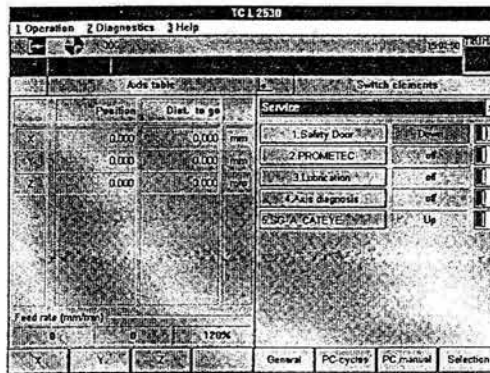 TC L 2530
1 Operation 2 Diagnostics 3 Help
Axis table
Position Dist. to go
X 0.000 0.000 mm
Y 0.000 0.000 mm
Z 0.000 0.000 mm
Feed rate (mm/min)
0 0 120%
X Y Z
Switch elements
Service
1.Safety Door Down
2.PROMETEC off
3.Lubrication off
4.Axis diagnosis off
Up
General PC-cycles PC manual Selection